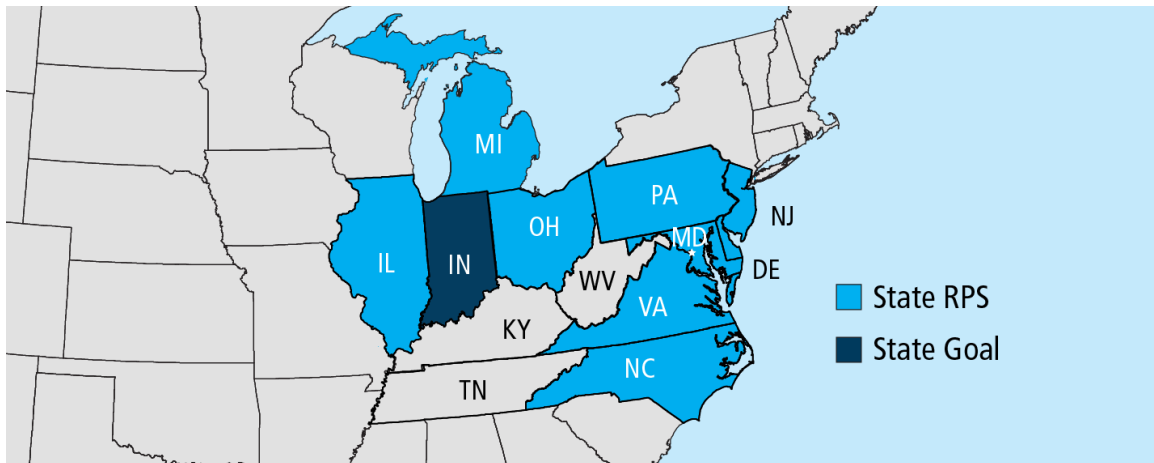 MI
PA
NJ
OH
MD
IL
IN
WV
DE
VA
KY
NC
TN
State RPS
State Goal